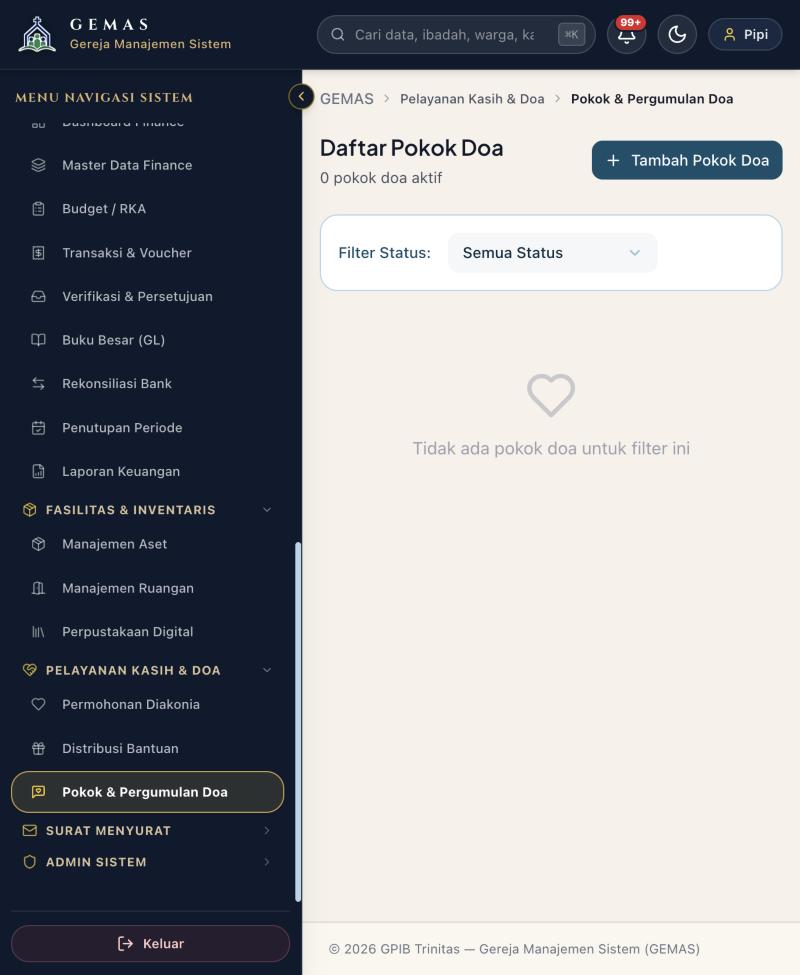 GEMAS
Gereja Manajemen Sistem
Cari data, ibadah, warga, ka
⌘K
99+
Pipi
MENU NAVIGASI SISTEM
Dashboard Finance
Master Data Finance
Budget / RKA
Transaksi & Voucher
Verifikasi & Persetujuan
Buku Besar (GL)
Rekonsiliasi Bank
Penutupan Periode
Laporan Keuangan
FASILITAS & INVENTARIS
Manajemen Aset
Manajemen Ruangan
Perpustakaan Digital
PELAYANAN KASIH & DOA
Permohonan Diakonia
Distribusi Bantuan
Pokok & Pergumulan Doa
SURAT MENYURAT
ADMIN SISTEM
Keluar
GEMAS > Pelayanan Kasih & Doa > Pokok & Pergumulan Doa
Daftar Pokok Doa
0 pokok doa aktif
+ Tambah Pokok Doa
Filter Status: Semua Status
Tidak ada pokok doa untuk filter ini
© 2026 GPIB Trinitas — Gereja Manajemen Sistem (GEMAS)